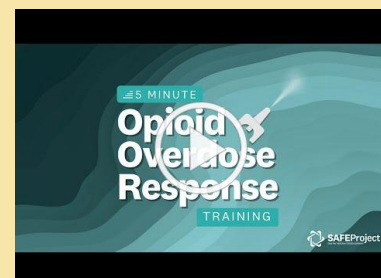 5 MINUTE
Opioid
Overdose
Response
TRAINING
SAFEProject